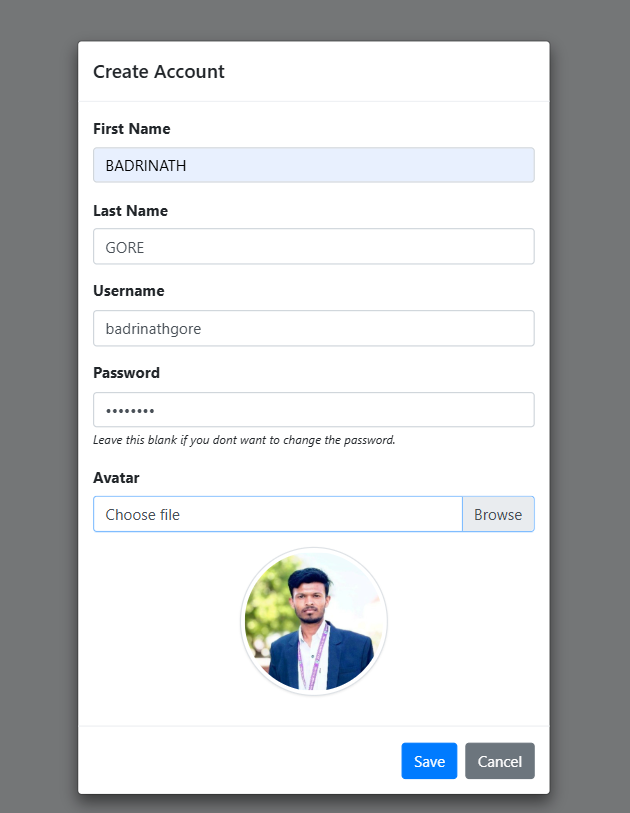 Create Account
First Name
BADRINATH
Last Name
GORE
Username
badrinathgore
Password
••••••••
Leave this blank if you dont want to change the password.
Avatar
Choose file Browse
Save Cancel